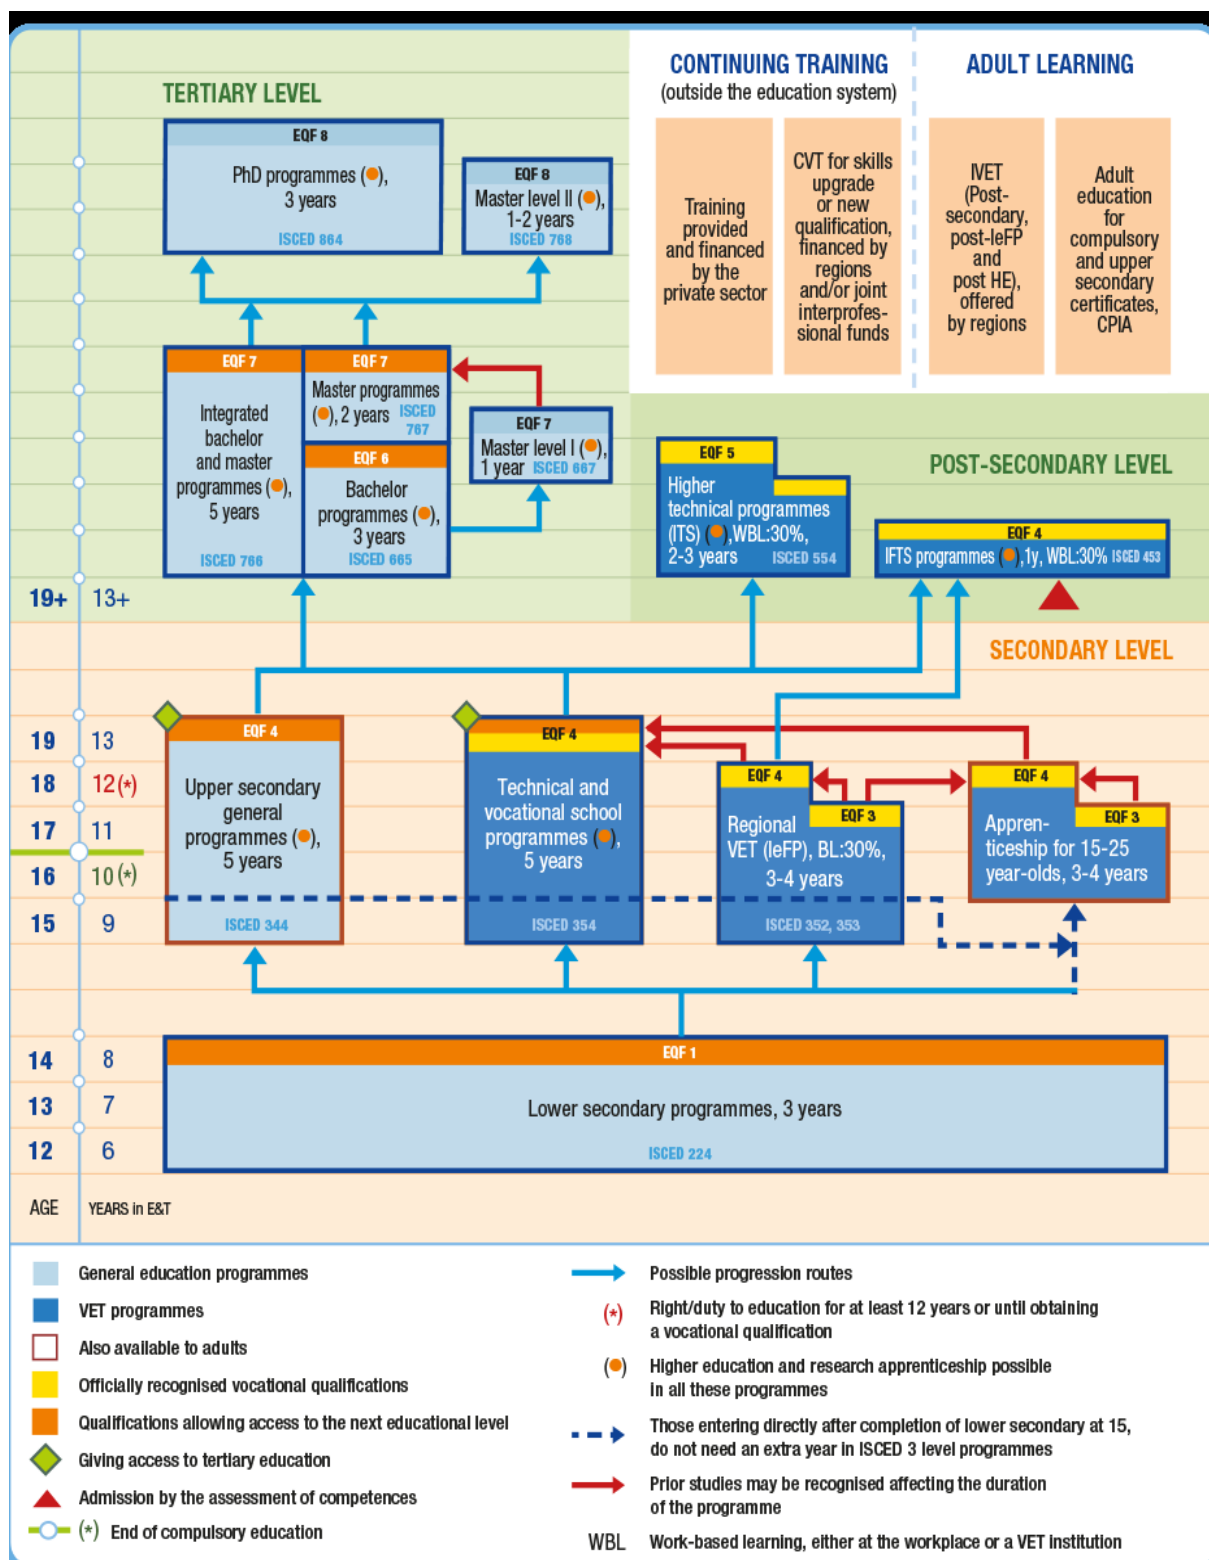 CONTINUING TRAINING
(outside the education system)
ADULT LEARNING
TERTIARY LEVEL
EQF 8
PhD programmes (●),
3 years
ISCED 864
EQF 8
Master level II (●),
1-2 years
ISCED 768
Training
provided
and financed
by the
private sector
CVT for skills
upgrade
or new
qualification,
financed by
regions
and/or joint
interprofes-
sional funds
IVET
(Post-
secondary,
post-IeFP
and
post HE),
offered
by regions
Adult
education
for
compulsory
and upper
secondary
certificates,
CPIA
EQF 7
Integrated
bachelor
and master
programmes (●),
5 years
ISCED 766
EQF 7
Master programmes
(●), 2 years ISCED
767
EQF 6
Bachelor
programmes (●),
3 years
ISCED 665
EQF 7
Master level I (●),
1 year ISCED 667
POST-SECONDARY LEVEL
EQF 5
Higher
technical programmes
(ITS) (●),WBL:30%,
2-3 years ISCED 554
EQF 4
IFTS programmes (●),1y, WBL:30% ISCED 453
19+ 13+
SECONDARY LEVEL
19 13
18 12(*)
17 11
16 10(*)
15 9
EQF 4
Upper secondary
general
programmes (●),
5 years
ISCED 344
EQF 4
Technical and
vocational school
programmes (●),
5 years
ISCED 354
EQF 4
EQF 3
Regional
VET (IeFP), BL:30%,
3-4 years
ISCED 352, 353
EQF 4
EQF 3
Appren-
ticeship for 15-25
year-olds, 3-4 years
14 8
13 7
12 6
EQF 1
Lower secondary programmes, 3 years
ISCED 224
AGE YEARS in E&T
General education programmes
VET programmes
Also available to adults
Officially recognised vocational qualifications
Qualifications allowing access to the next educational level
Giving access to tertiary education
Admission by the assessment of competences
(*) End of compulsory education
Possible progression routes
(*) Right/duty to education for at least 12 years or until obtaining
a vocational qualification
(●) Higher education and research apprenticeship possible
in all these programmes
Those entering directly after completion of lower secondary at 15,
do not need an extra year in ISCED 3 level programmes
Prior studies may be recognised affecting the duration
of the programme
WBL Work-based learning, either at the workplace or a VET institution